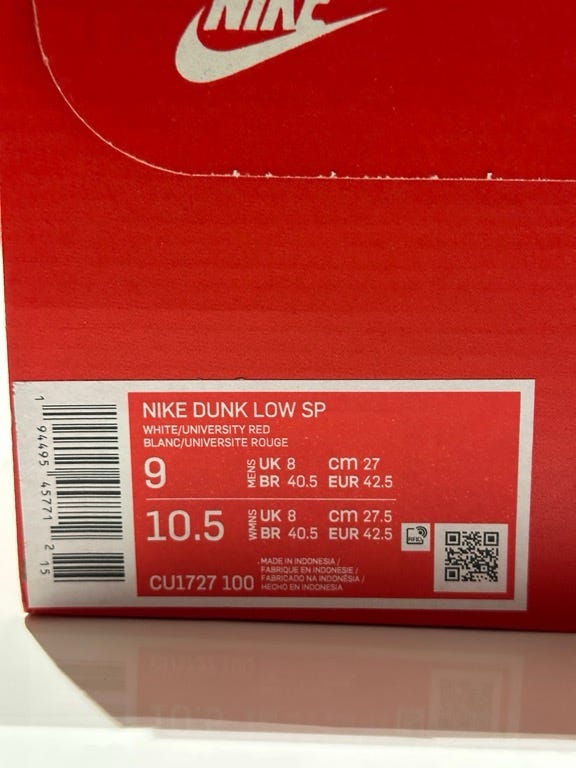 NIKE
NIKE DUNK LOW SP
WHITE/UNIVERSITY RED
BLANC/UNIVERSITE ROUGE
9 MENS UK 8 cm 27
BR 40.5 EUR 42.5
10.5 WMNS UK 8 cm 27.5
BR 40.5 EUR 42.5
CU1727 100
MADE IN INDONESIA /
FABRIQUE EN INDONESIE /
FABRICADO NA INDONÉSIA /
HECHO EN INDONESIA
RFID
1 94495 45771 2 15